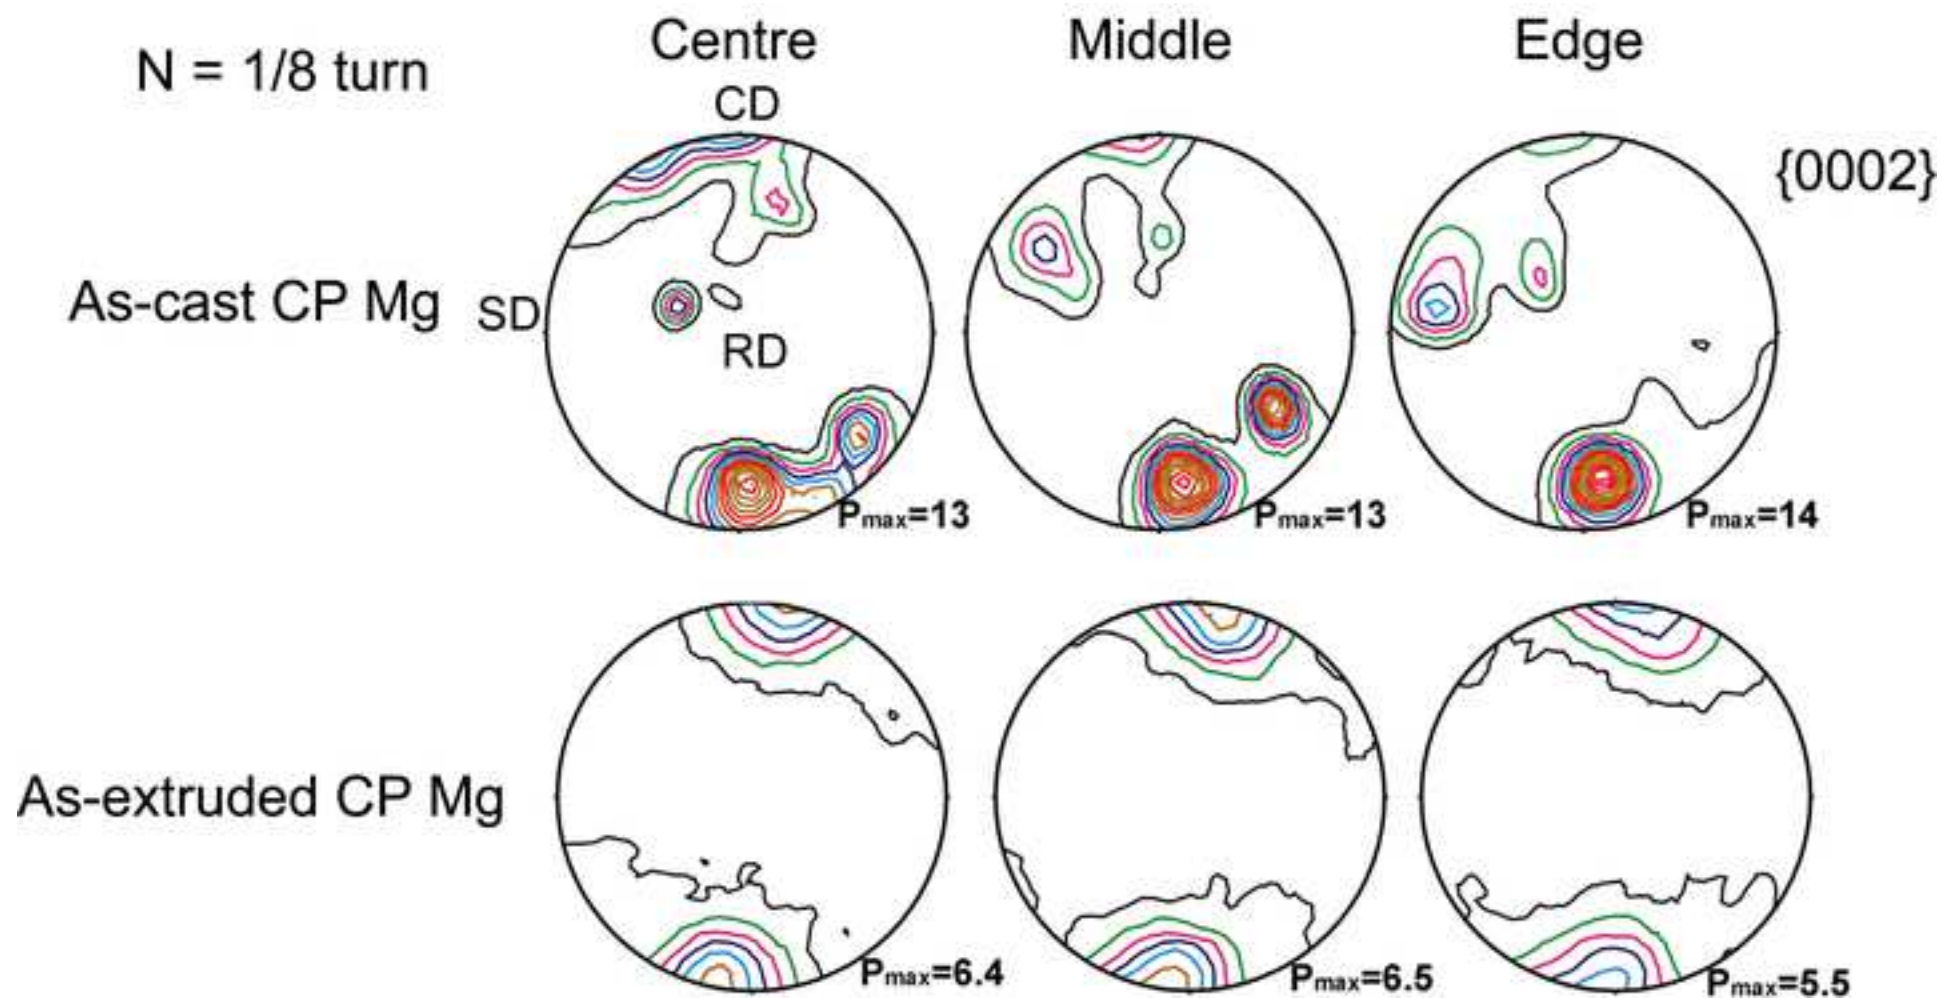 Centre Middle Edge
N = 1/8 turn
CD
{0002}
As-cast CP Mg
SD
RD
Pmax=13 Pmax=13 Pmax=14
As-extruded CP Mg
Pmax=6.4 Pmax=6.5 Pmax=5.5